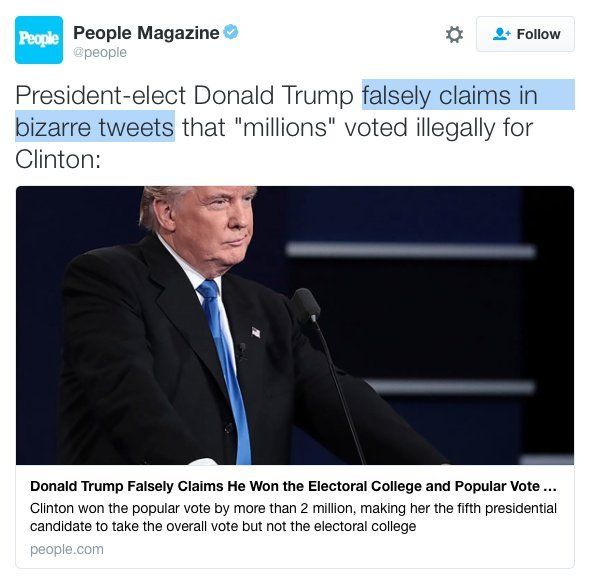 People
People Magazine
@people
Follow
President-elect Donald Trump falsely claims in
bizarre tweets that "millions" voted illegally for
Clinton:
Donald Trump Falsely Claims He Won the Electoral College and Popular Vote ...
Clinton won the popular vote by more than 2 million, making her the fifth presidential
candidate to take the overall vote but not the electoral college
people.com